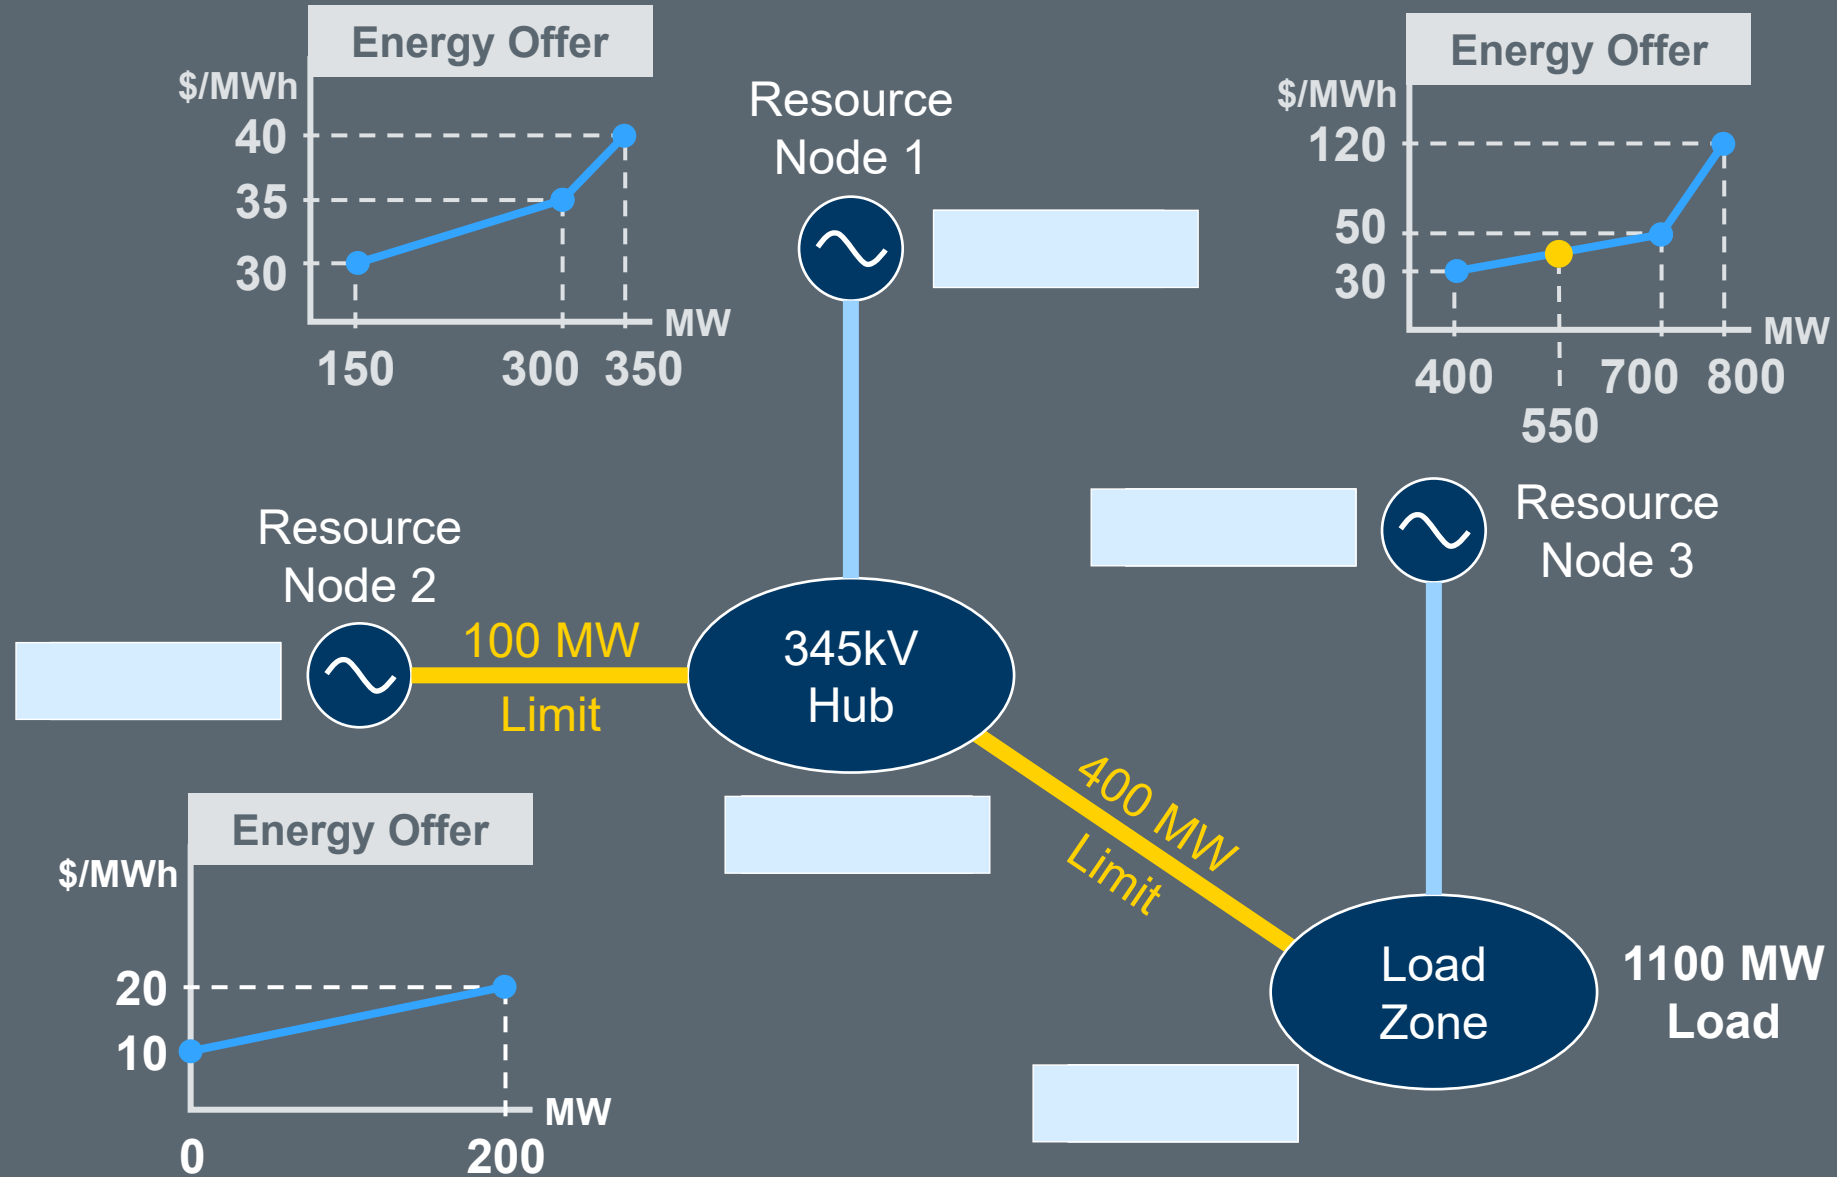 Energy Offer
$/MWh
40
35
30
MW
150
300
350
Resource
Node 1
Energy Offer
$/MWh
120
50
30
MW
400
700
800
550
Resource
Node 2
100 MW
Limit
345kV
Hub
Resource
Node 3
400 MW
Limit
Energy Offer
$/MWh
20
10
MW
0
200
Load
Zone
1100 MW
Load